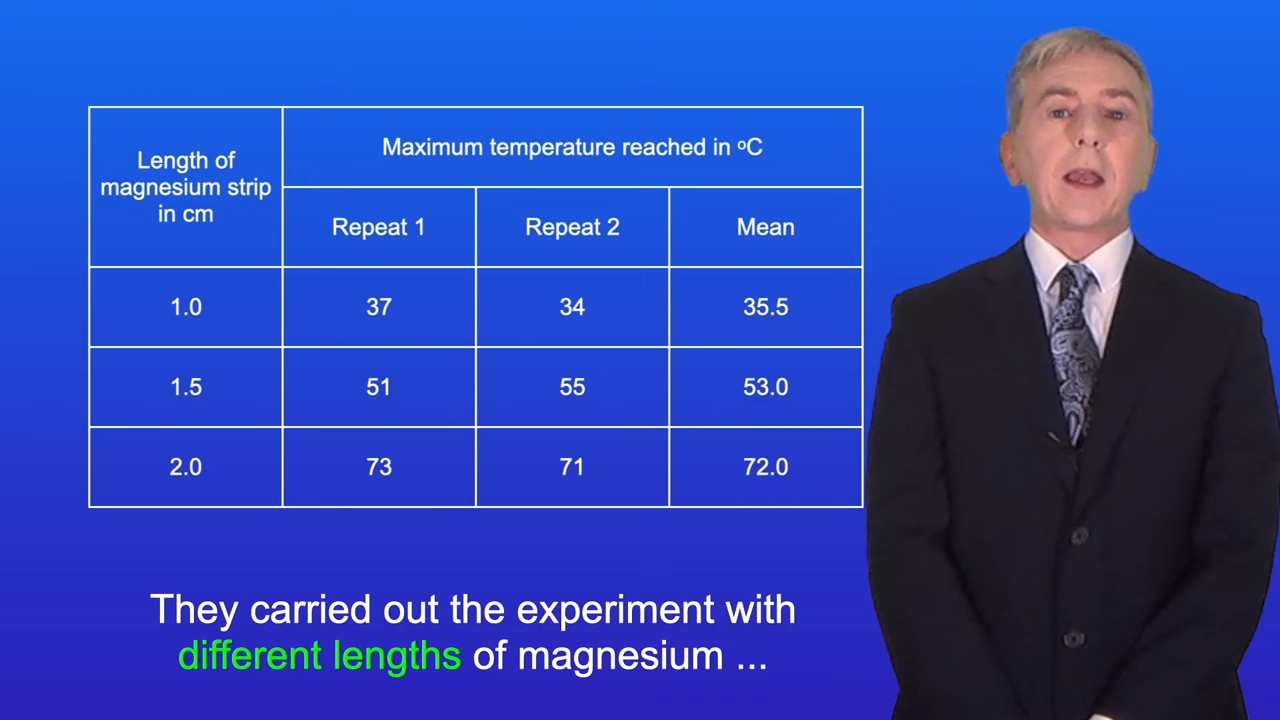 Length of
magnesium strip
in cm
Maximum temperature reached in ºC
Repeat 1
Repeat 2
Mean
1.0
37
34
35.5
1.5
51
55
53.0
2.0
73
71
72.0
They carried out the experiment with
different lengths of magnesium ...